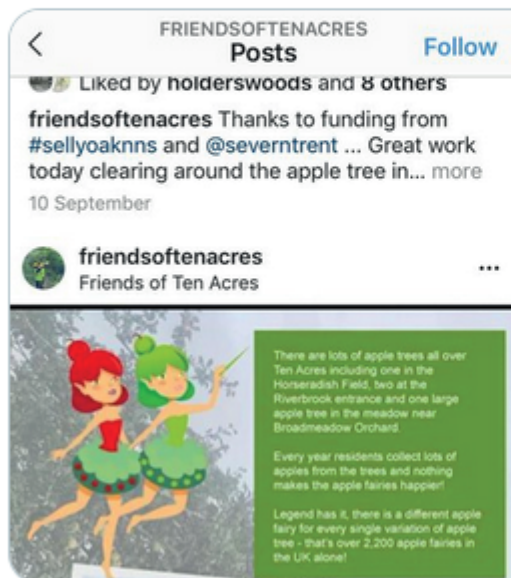 FRIENDSOFTENACRES
Posts
Follow
Liked by holderswoods and 8 others
friendsoftenacres Thanks to funding from
#sellyoaknns and @severntrent ... Great work
today clearing around the apple tree in... more
10 September
friendsoftenacres
Friends of Ten Acres
There are lots of apple trees all over
Ten Acres including one in the
Horseradish Field, two at the
Riverbrook entrance and one large
apple tree in the meadow near
Broadmeadow Orchard.
Every year residents collect lots of
apples from the trees and nothing
makes the apple fairies happier!
Legend has it, there is a different apple
fairy for every single variation of apple
tree - that's over 2,200 apple fairies in
the UK alone!